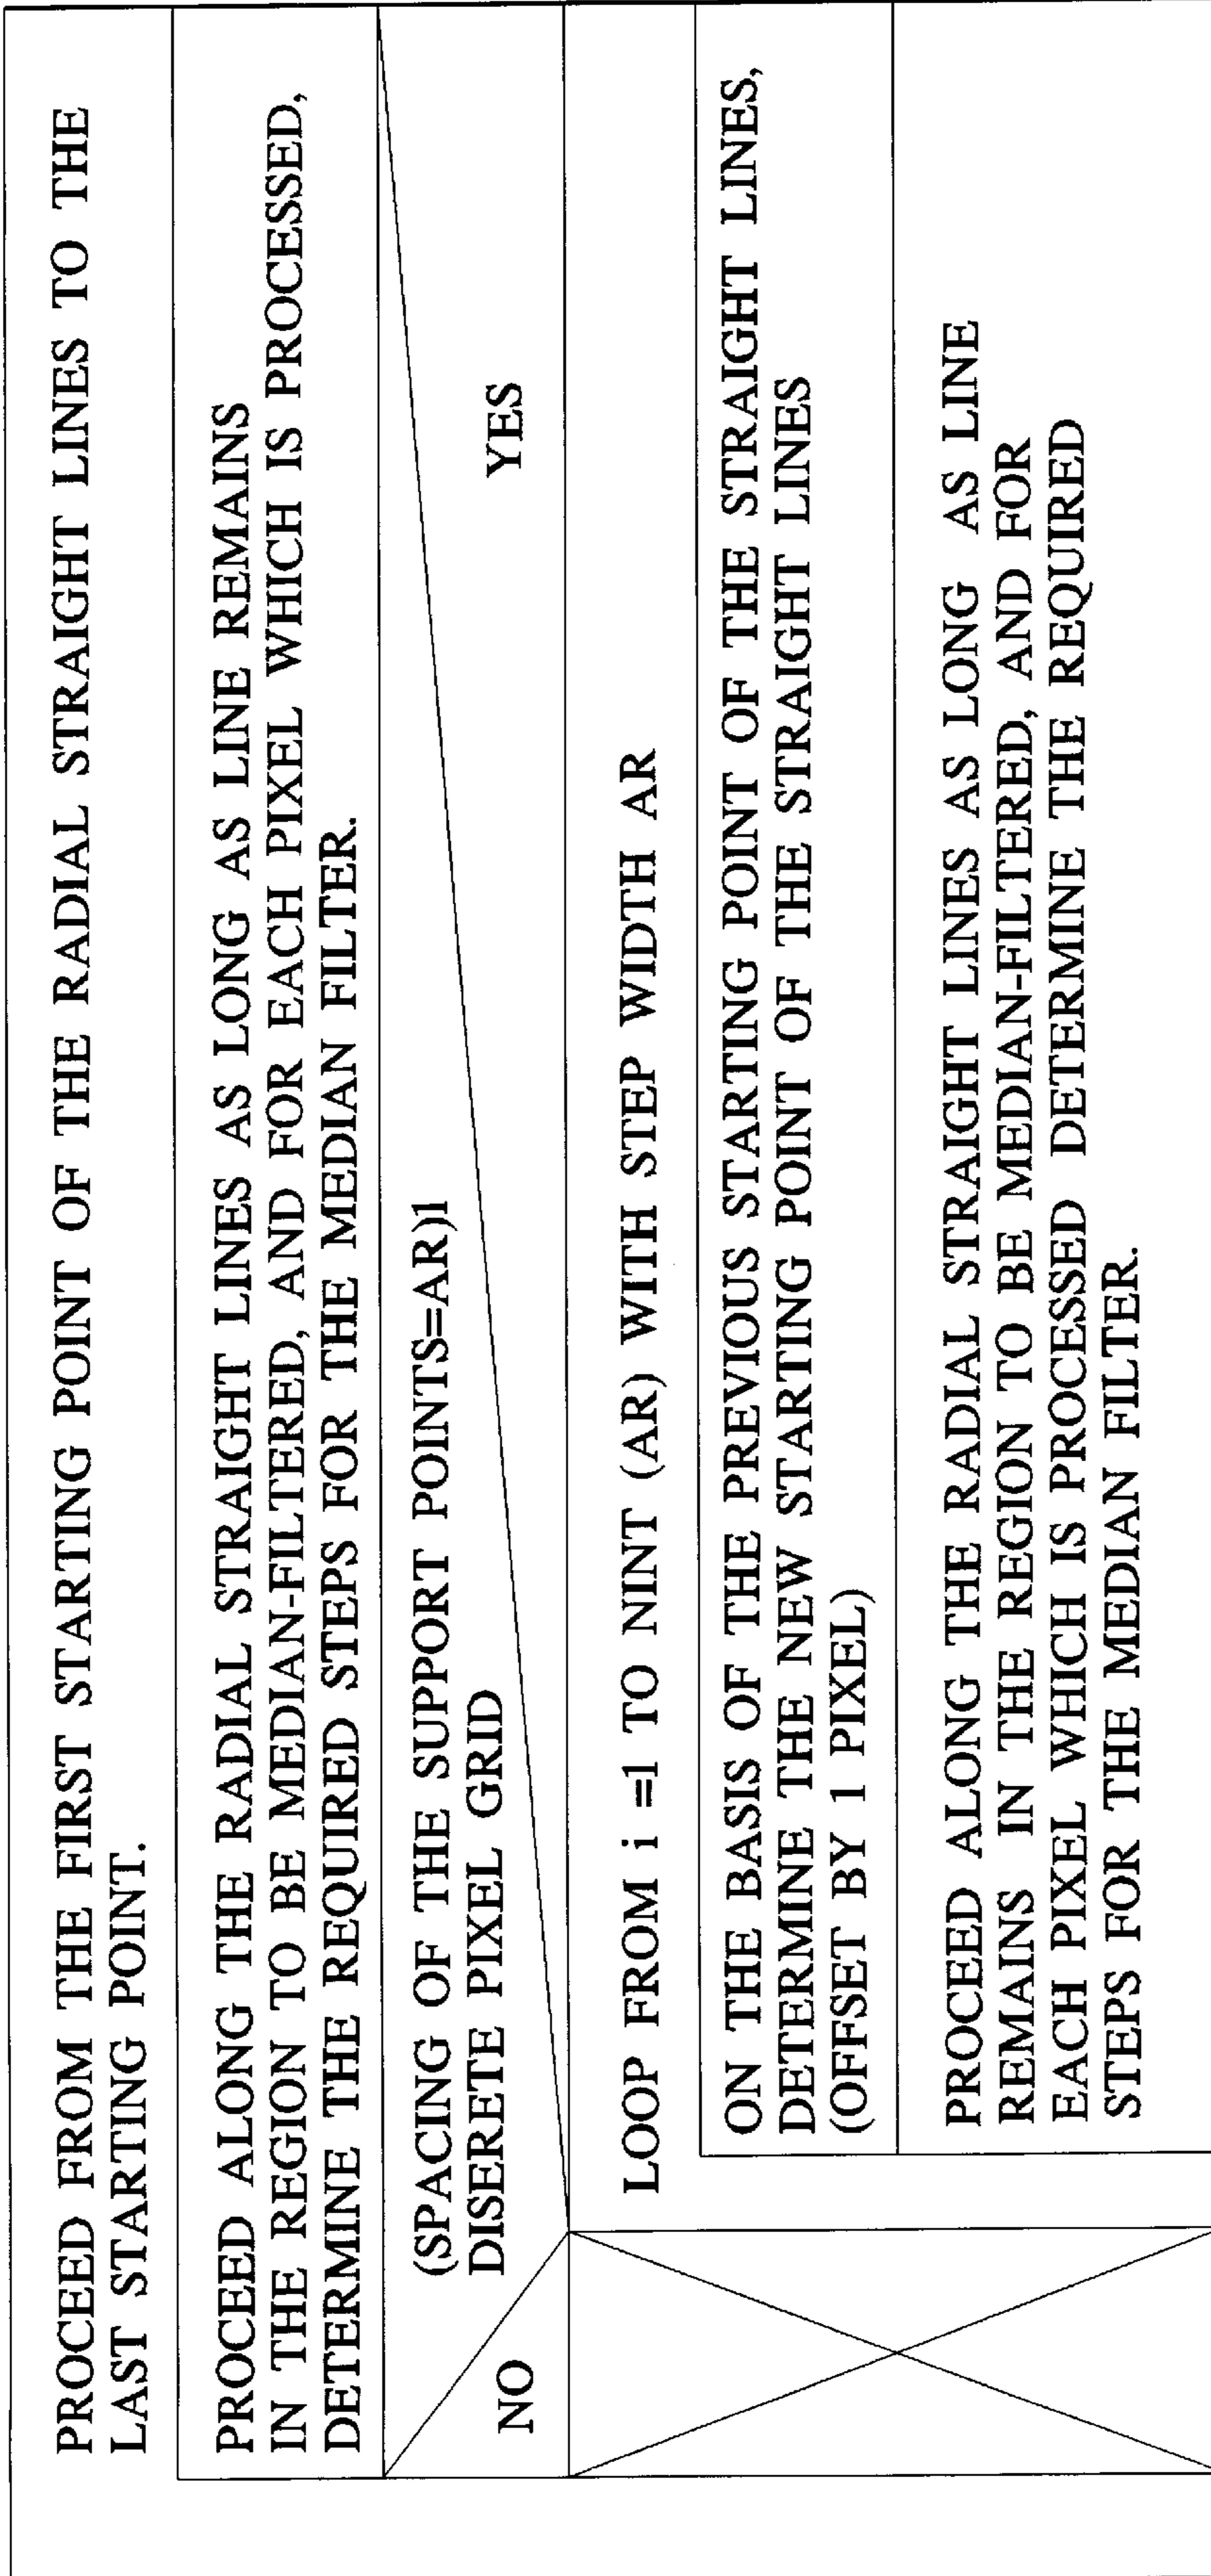 PROCEED FROM THE FIRST STARTING POINT OF THE RADIAL STRAIGHT LINES TO THE
LAST STARTING POINT.
PROCEED ALONG THE RADIAL STRAIGHT LINES AS LONG AS LINE REMAINS
IN THE REGION TO BE MEDIAN-FILTERED, AND FOR EACH PIXEL WHICH IS PROCESSED,
DETERMINE THE REQUIRED STEPS FOR THE MEDIAN FILTER.
(SPACING OF THE SUPPORT POINTS=AR)1
DISERETE PIXEL GRID
NO
YES
LOOP FROM i =1 TO NINT (AR) WITH STEP WIDTH AR
ON THE BASIS OF THE PREVIOUS STARTING POINT OF THE STRAIGHT LINES,
DETERMINE THE NEW STARTING POINT OF THE STRAIGHT LINES
(OFFSET BY 1 PIXEL)
PROCEED ALONG THE RADIAL STRAIGHT LINES AS LONG AS LINE
REMAINS IN THE REGION TO BE MEDIAN-FILTERED, AND FOR
EACH PIXEL WHICH IS PROCESSED DETERMINE THE REQUIRED
STEPS FOR THE MEDIAN FILTER.